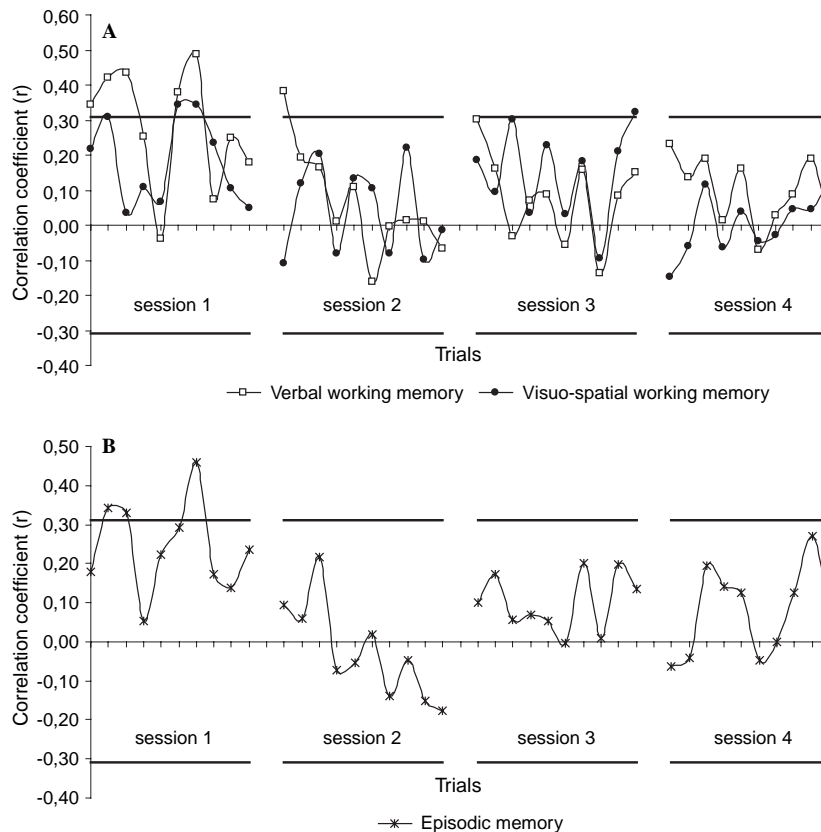 A
0,60
0,50
0,40
0,30
0,20
0,10
0,00
-0,10
-0,20
-0,30
-0,40
Correlation coefficient (r)
session 1 session 2 session 3 session 4
Trials
Verbal working memory Visuo-spatial working memory
B
0,50
0,40
0,30
0,20
0,10
0,00
-0,10
-0,20
-0,30
-0,40
Correlation coefficient (r)
session 1 session 2 session 3 session 4
Trials
Episodic memory